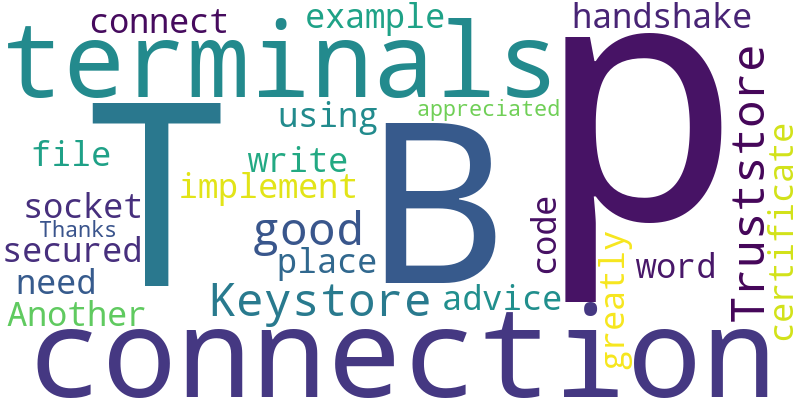 connect
example
handshake
terminals
p
T
using
appreciated
B
Truststore
file
write
certificate
implement
socket
code
Thanks
good
secured
place
greatly
word
need
Keystore
advice
Another
connection